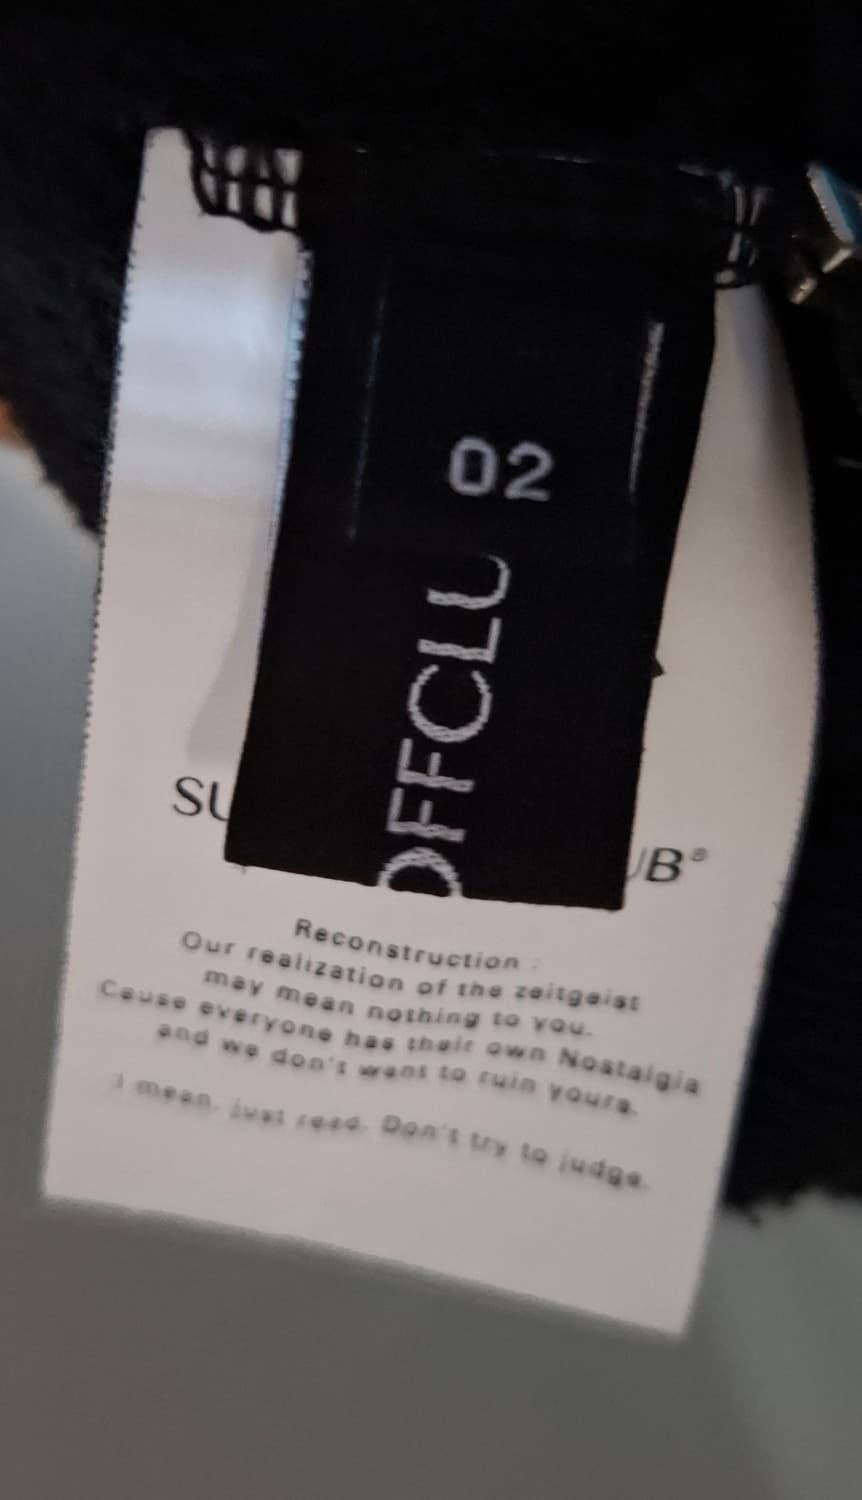 02
OFFCLU
SU
UB®
Reconstruction :
Our realization of the zeitgeist
may mean nothing to you.
Cause everyone has their own Nostalgia
and we don't want to ruin yours.
I mean, just read. Don't try to judge.